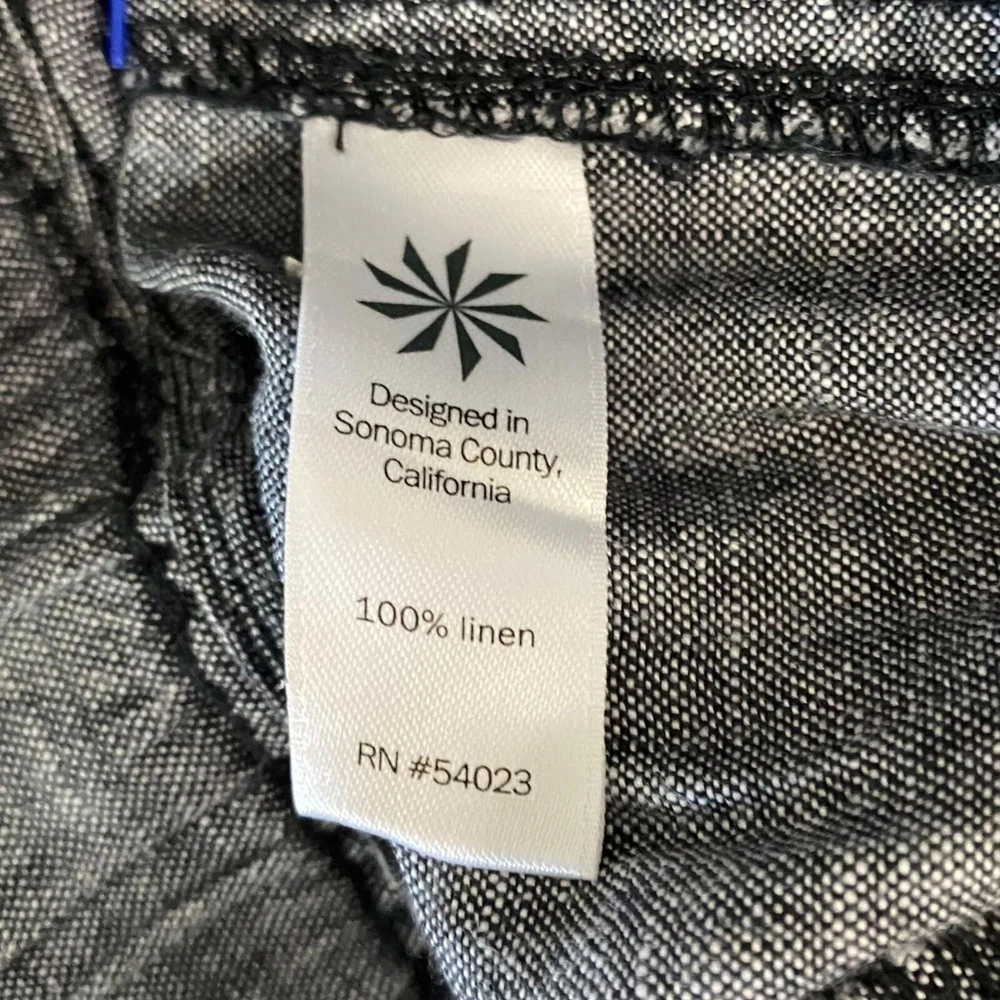 Designed in
Sonoma County,
California
100% linen
RN #54023